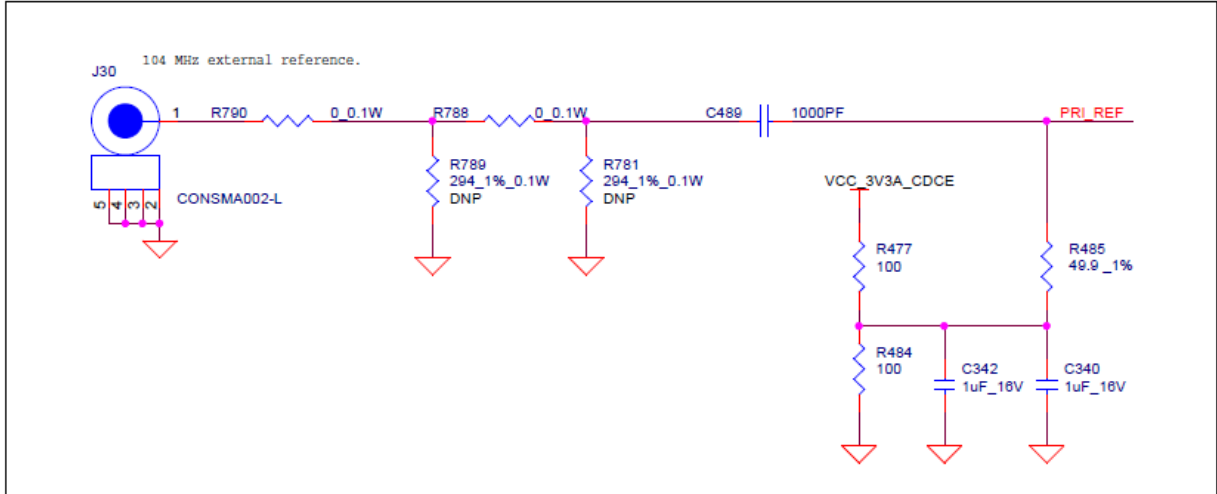 104 MHz external reference.
J30
1 R790 0_0.1W R788 0_0.1W C489 1000PF PRI_REF
R789
294_1%_0.1W
DNP
R781
294_1%_0.1W
DNP
VCC_3V3A_CDCE
CONSMA002-L
5 4 3 2
R477
100
R485
49.9 _1%
R484
100
C342
1uF_16V
C340
1uF_16V